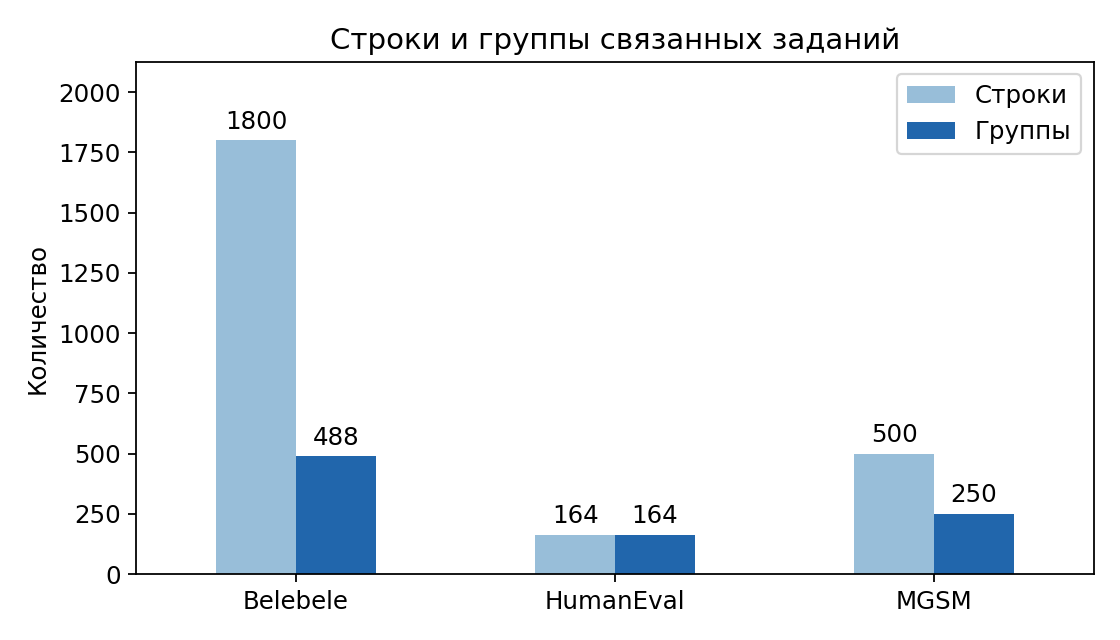 Строки и группы связанных заданий
Строки
Группы
Количество
2000
1750
1500
1250
1000
750
500
250
0
1800
488
164
164
500
250
Belebele
HumanEval
MGSM